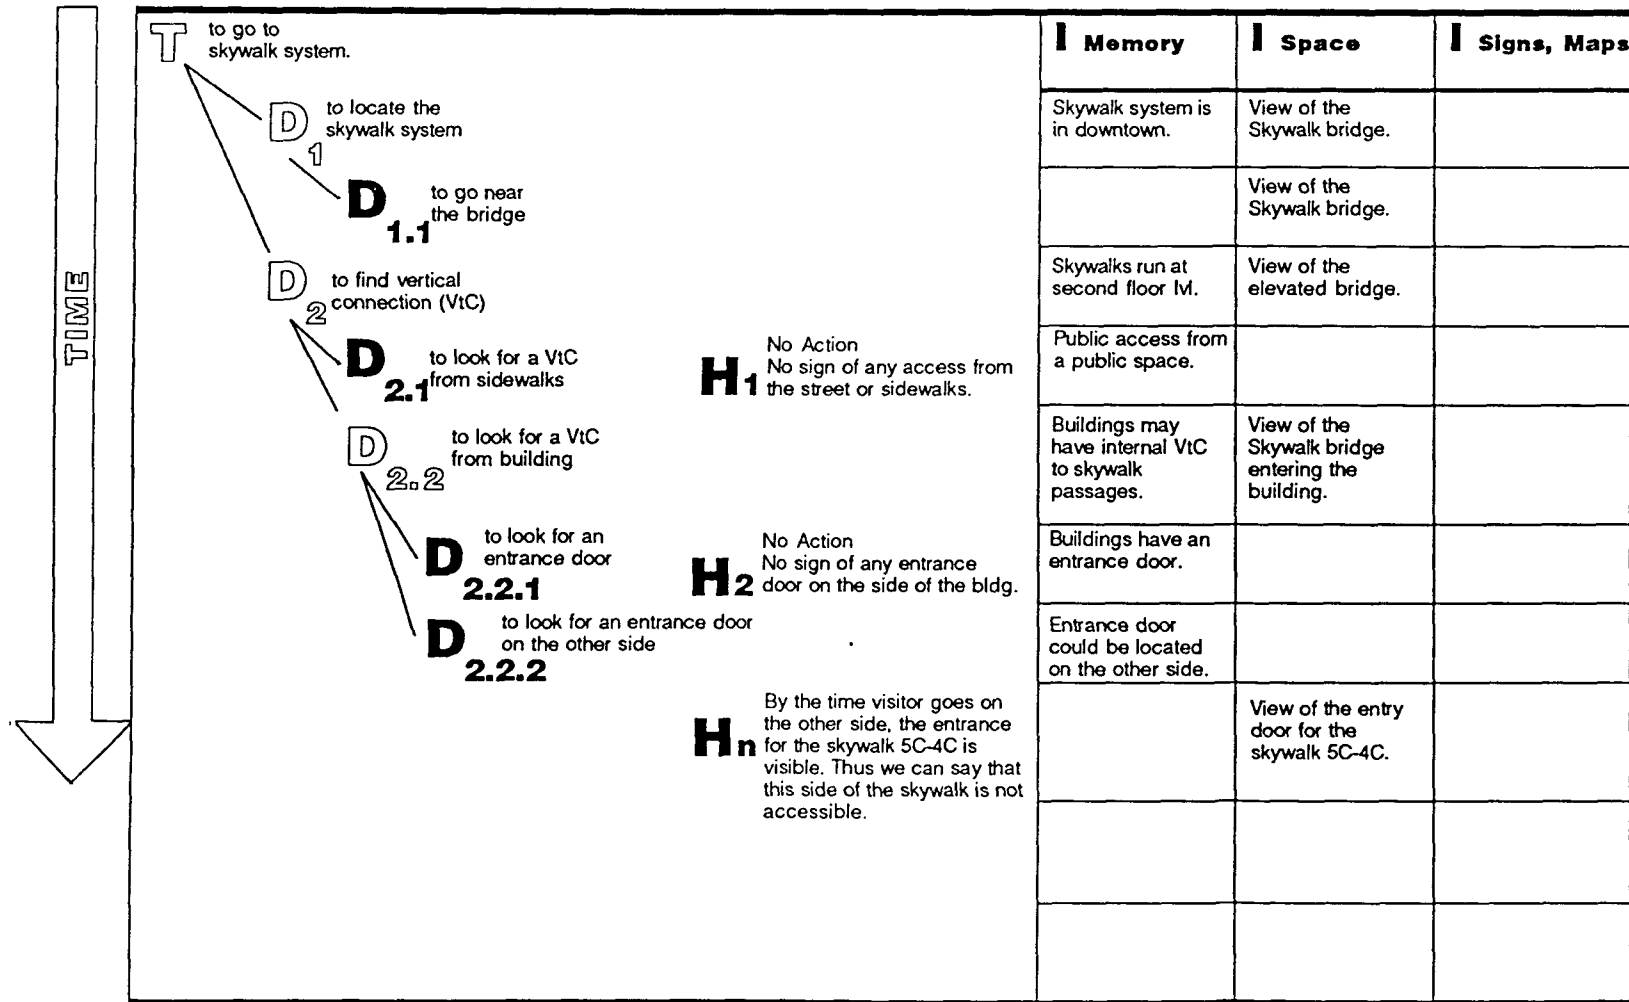 TIME
T to go to
skywalk system.
I Memory
I Space
I Signs, Maps
D1 to locate the
skywalk system
Skywalk system is
in downtown.
View of the
Skywalk bridge.
D1.1 to go near
the bridge
View of the
Skywalk bridge.
D2 to find vertical
connection (VtC)
Skywalks run at
second floor lvl.
View of the
elevated bridge.
D2.1 to look for a VtC
from sidewalks
H1 No Action
No sign of any access from
the street or sidewalks.
Public access from
a public space.
D2.2 to look for a VtC
from building
Buildings may
have internal VtC
to skywalk
passages.
View of the
Skywalk bridge
entering the
building.
D2.2.1 to look for an
entrance door
H2 No Action
No sign of any entrance
door on the side of the bldg.
Buildings have an
entrance door.
D2.2.2 to look for an entrance door
on the other side
Entrance door
could be located
on the other side.
Hn By the time visitor goes on
the other side, the entrance
for the skywalk 5C-4C is
visible. Thus we can say that
this side of the skywalk is not
accessible.
View of the entry
door for the
skywalk 5C-4C.